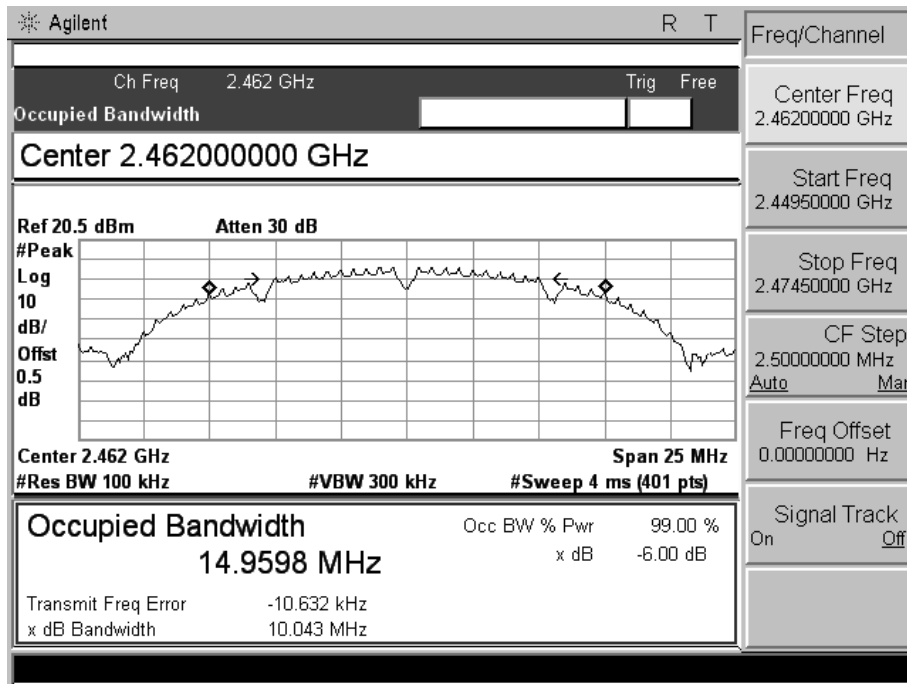 Agilent R T
Ch Freq 2.462 GHz Trig Free
Occupied Bandwidth
Center 2.462000000 GHz
Ref 20.5 dBm Atten 30 dB
#Peak
Log
10
dB/
Offst
0.5
dB
Center 2.462 GHz Span 25 MHz
#Res BW 100 kHz #VBW 300 kHz #Sweep 4 ms (401 pts)
Occupied Bandwidth
14.9598 MHz
Occ BW % Pwr 99.00 %
x dB -6.00 dB
Transmit Freq Error -10.632 kHz
x dB Bandwidth 10.043 MHz
Freq/Channel
Center Freq
2.46200000 GHz
Start Freq
2.44950000 GHz
Stop Freq
2.47450000 GHz
CF Step
2.50000000 MHz
Auto Man
Freq Offset
0.00000000 Hz
Signal Track
On Off